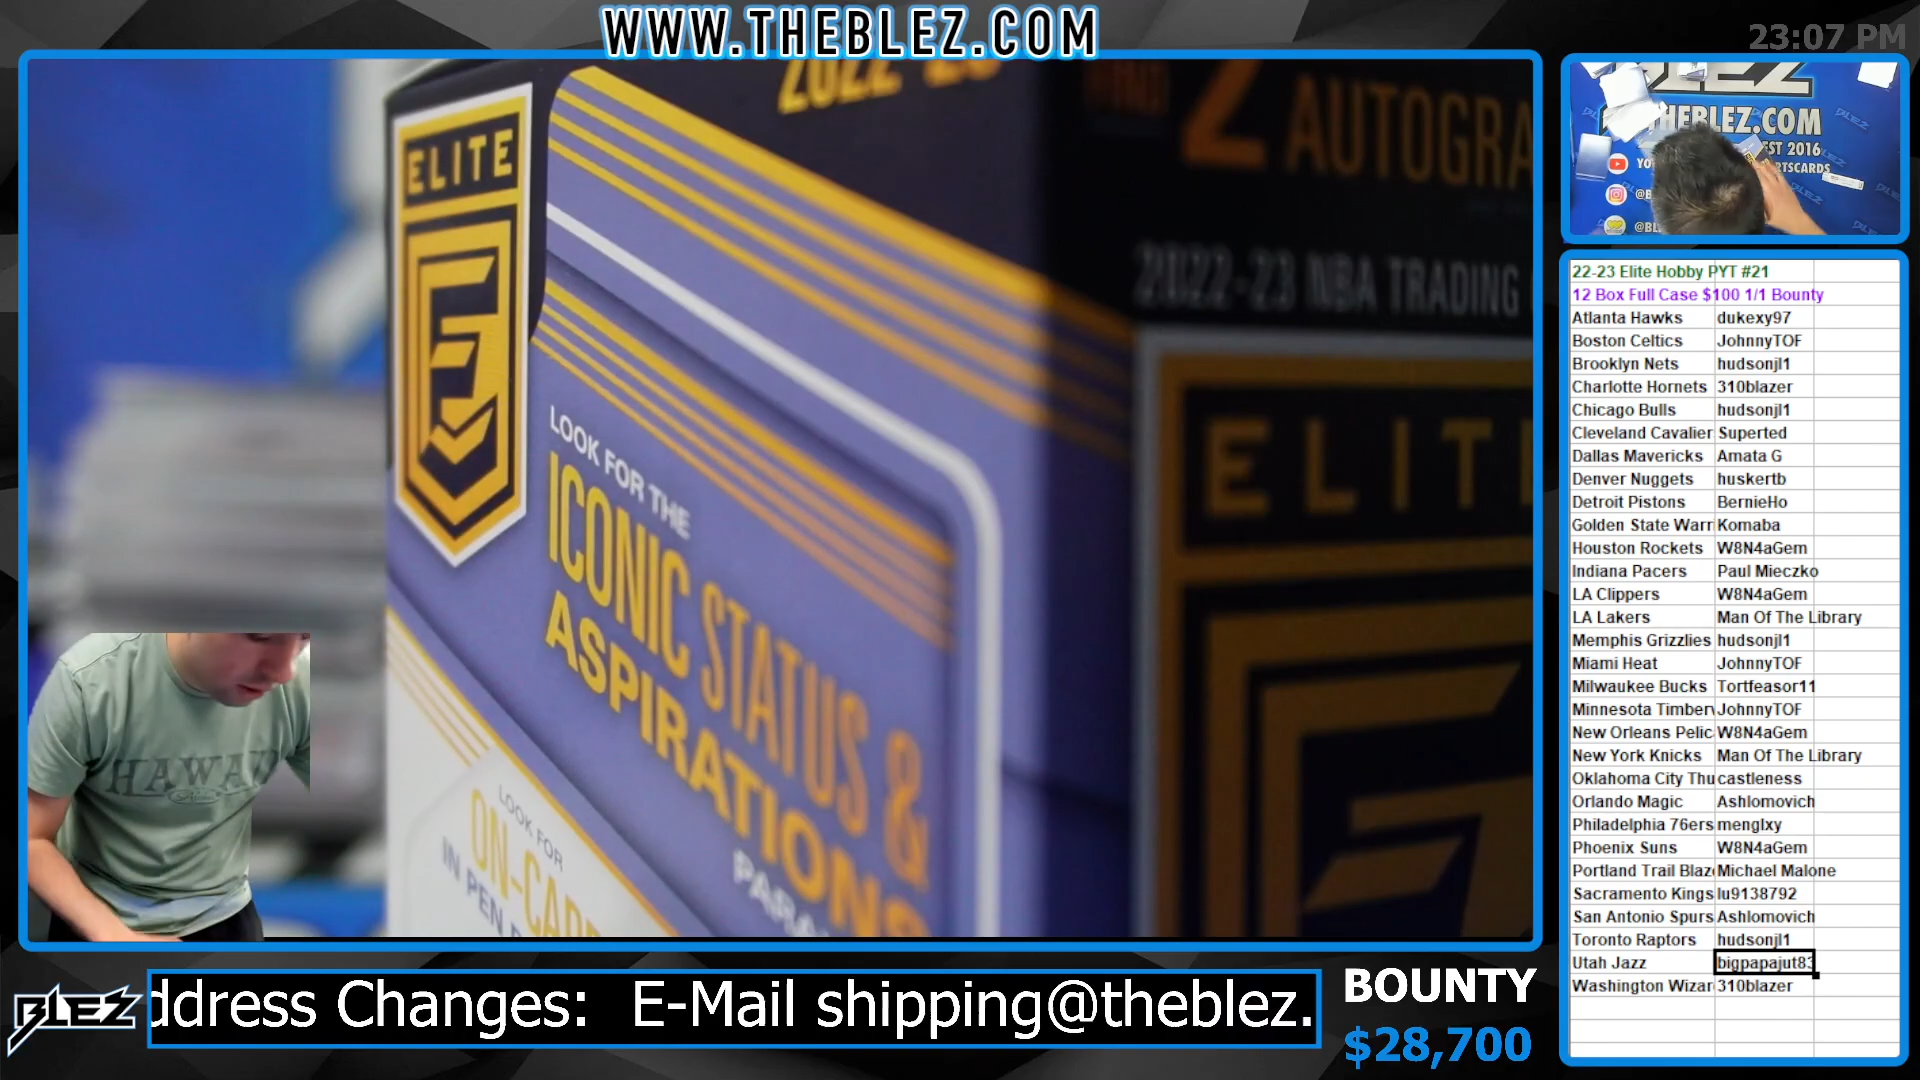 WWW.THEBLEZ.COM
23:07 PM
2022-23
2 AUTOGRA
2022-23 NBA TRADING
ELITE
LOOK FOR THE
ICONIC STATUS &
ASPIRATIONS
LOOK FOR
ON-CARD
IN PEN
HAWAII
BLEZ
THEBLEZ.COM
EST 2016
RTSCARDS
YO
22-23 Elite Hobby PYT #21
12 Box Full Case $100 1/1 Bounty
Atlanta Hawks dukexy97
Boston Celtics JohnnyTOF
Brooklyn Nets hudsonjl1
Charlotte Hornets 310blazer
Chicago Bulls hudsonjl1
Cleveland Cavalier Superted
Dallas Mavericks Amata G
Denver Nuggets huskertb
Detroit Pistons BernieHo
Golden State Warr Komaba
Houston Rockets W8N4aGem
Indiana Pacers Paul Mieczko
LA Clippers W8N4aGem
LA Lakers Man Of The Library
Memphis Grizzlies hudsonjl1
Miami Heat JohnnyTOF
Milwaukee Bucks Tortfeasor11
Minnesota Timberv JohnnyTOF
New Orleans Pelic W8N4aGem
New York Knicks Man Of The Library
Oklahoma City Thu castleness
Orlando Magic Ashlomovich
Philadelphia 76ers menglxy
Phoenix Suns W8N4aGem
Portland Trail Blaz Michael Malone
Sacramento Kings lu9138792
San Antonio Spurs Ashlomovich
Toronto Raptors hudsonjl1
Utah Jazz bigpapajut83
Washington Wizar 310blazer
BLEZ
ddress Changes: E-Mail shipping@theblez.
BOUNTY
$28,700